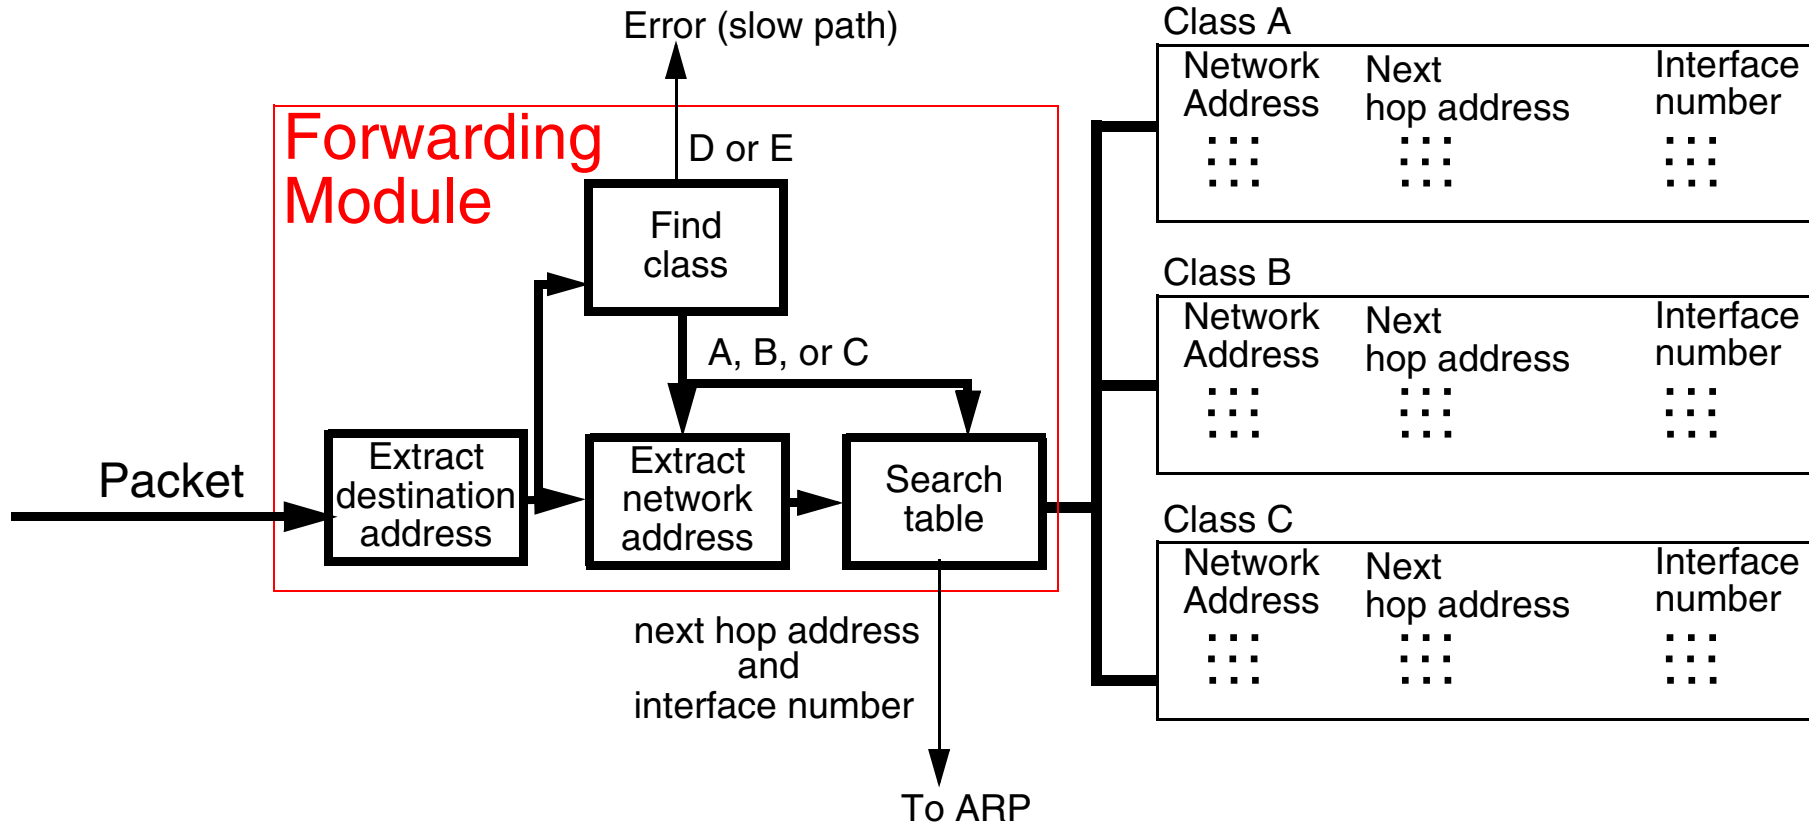 Error (slow path)
Forwarding
Module
D or E
Find
class
A, B, or C
Packet
Extract
destination
address
Extract
network
address
Search
table
next hop address
and
interface number
To ARP
Class A
Network
Address
Next
hop address
Interface
number
Class B
Network
Address
Next
hop address
Interface
number
Class C
Network
Address
Next
hop address
Interface
number